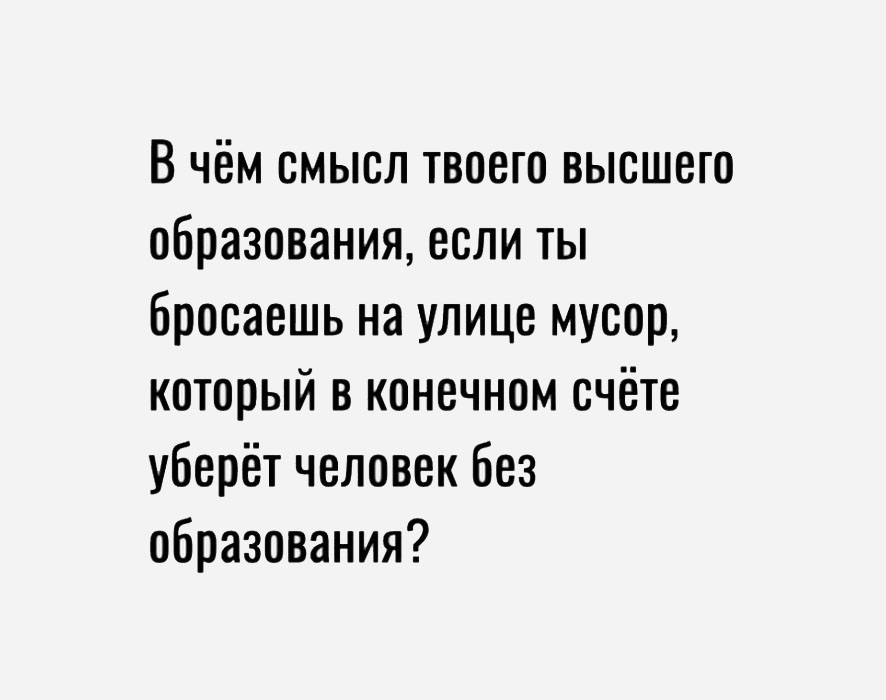 В чём смысл твоего высшего
образования, если ты
бросаешь на улице мусор,
который в конечном счёте
уберёт человек без
образования?